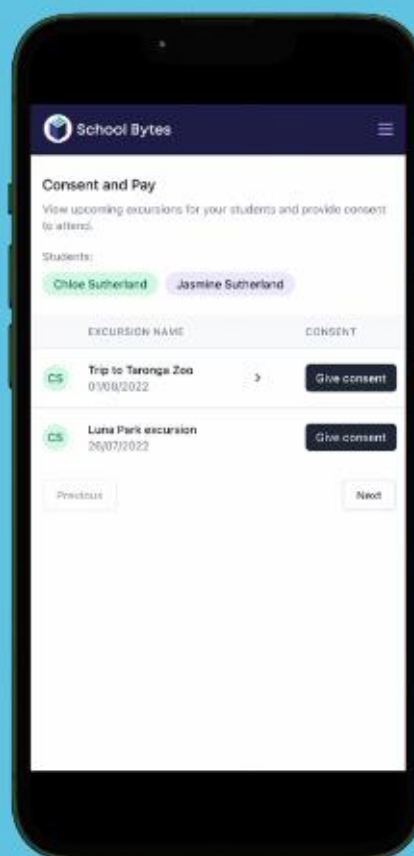 School Bytes
Consent and Pay
View upcoming excursions for your students and provide consent
to attend.
Students:
Chloe Sutherland Jasmine Sutherland
EXCURSION NAME CONSENT
CS Trip to Taronga Zoo > Give consent
01/08/2022
CS Luna Park excursion Give consent
26/07/2022
Previous Next